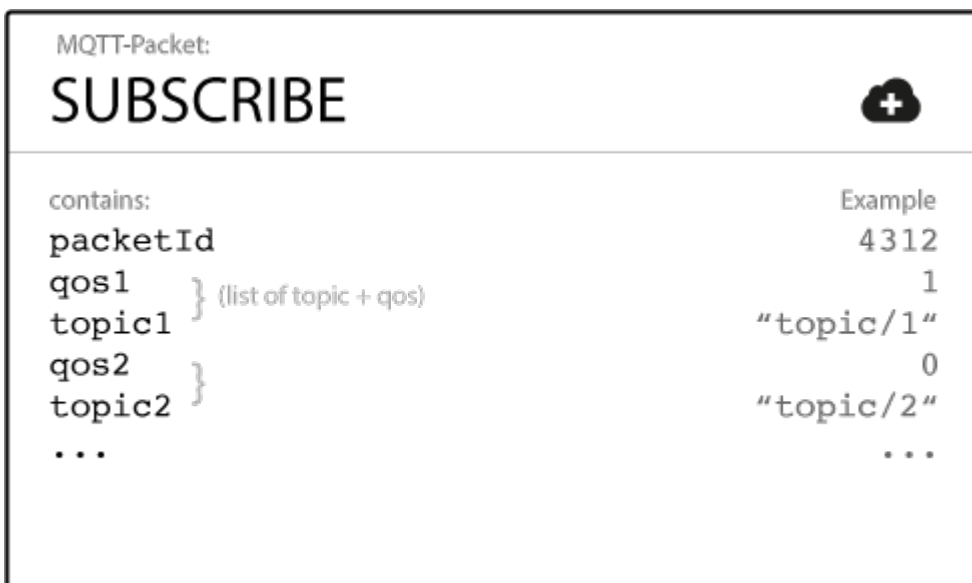 MQTT-Packet:
SUBSCRIBE
contains: Example
packetId 4312
qos1 } (list of topic + qos) 1
topic1 “topic/1“
qos2 } 0
topic2 “topic/2“
... ...